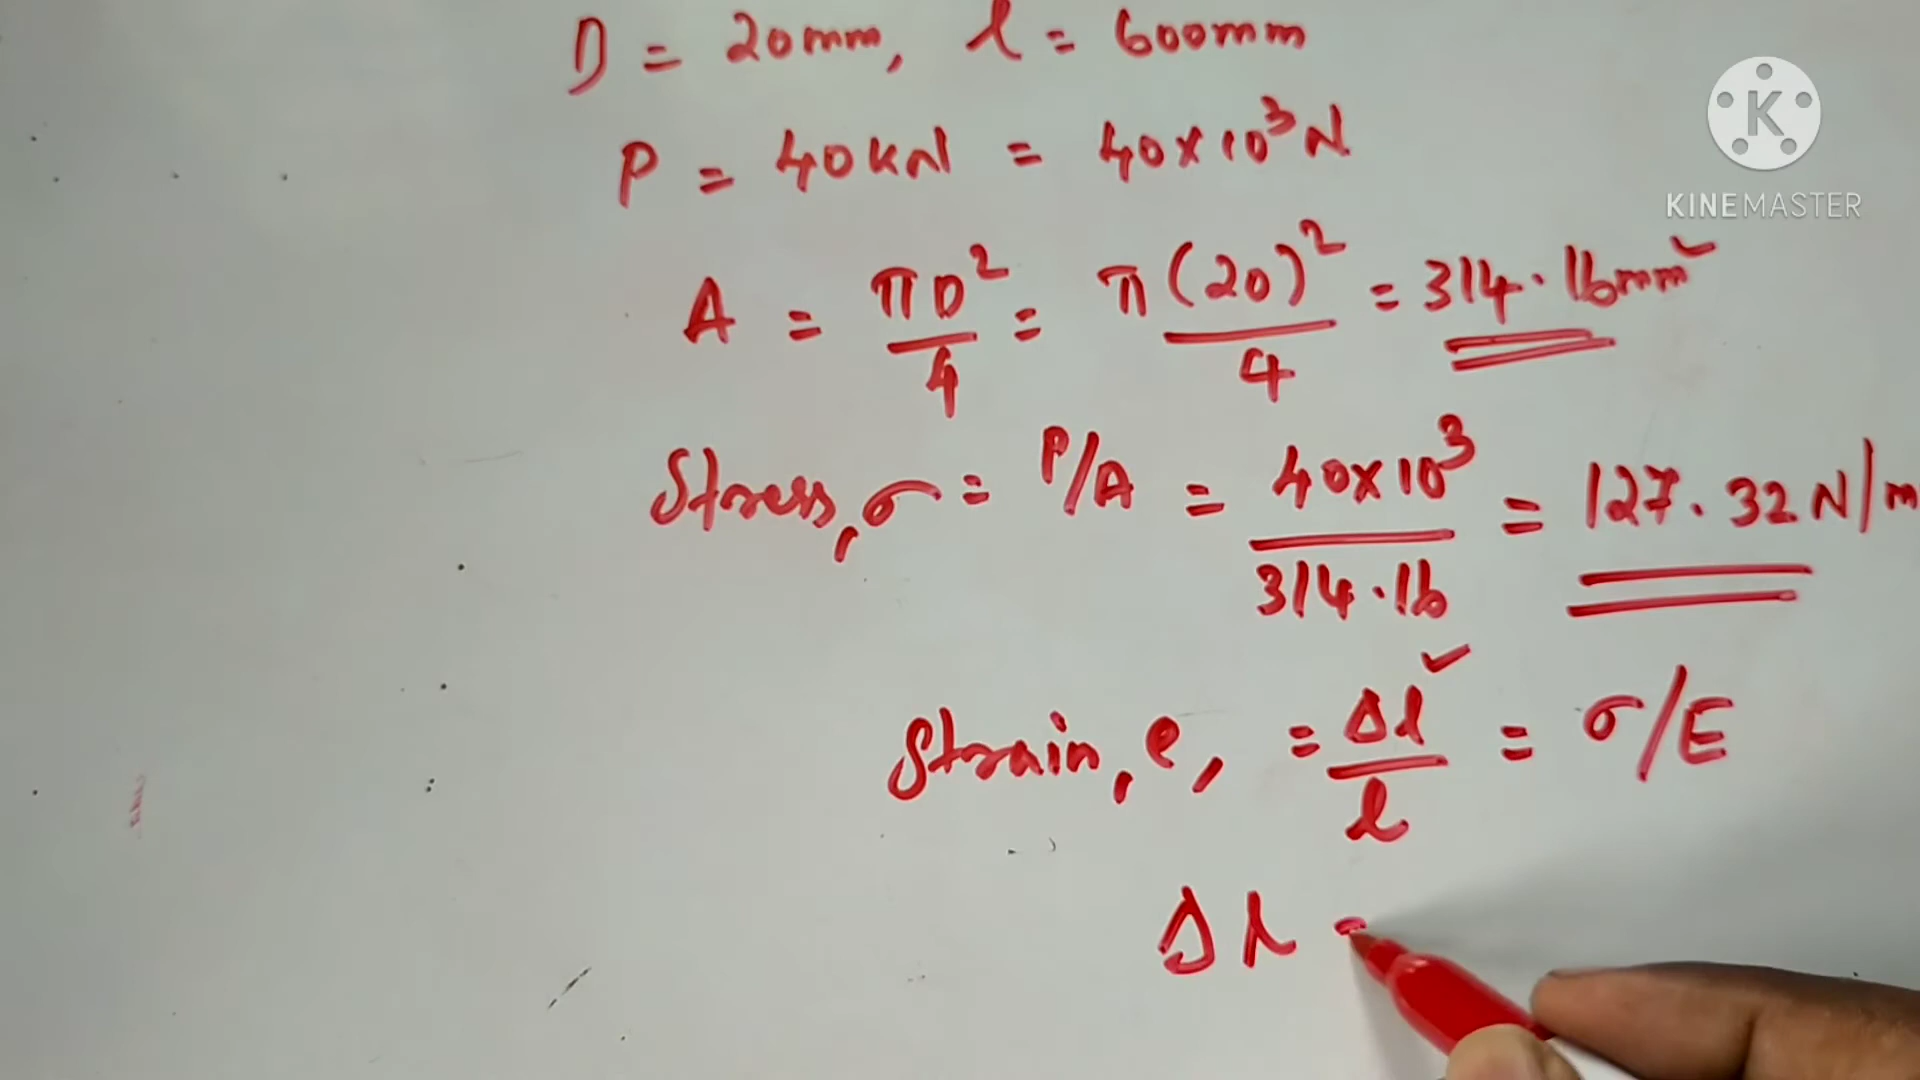 D = 20mm, l = 600mm
P = 40kN = 40×10³N
K
KINEMASTER
A = πD²/4 = π(20)²/4 = 314.16mm²
Stress, σ = P/A = 40×10³/314.16 = 127.32 N/m
Strain, e, = Δl/l = σ/E
Δl =